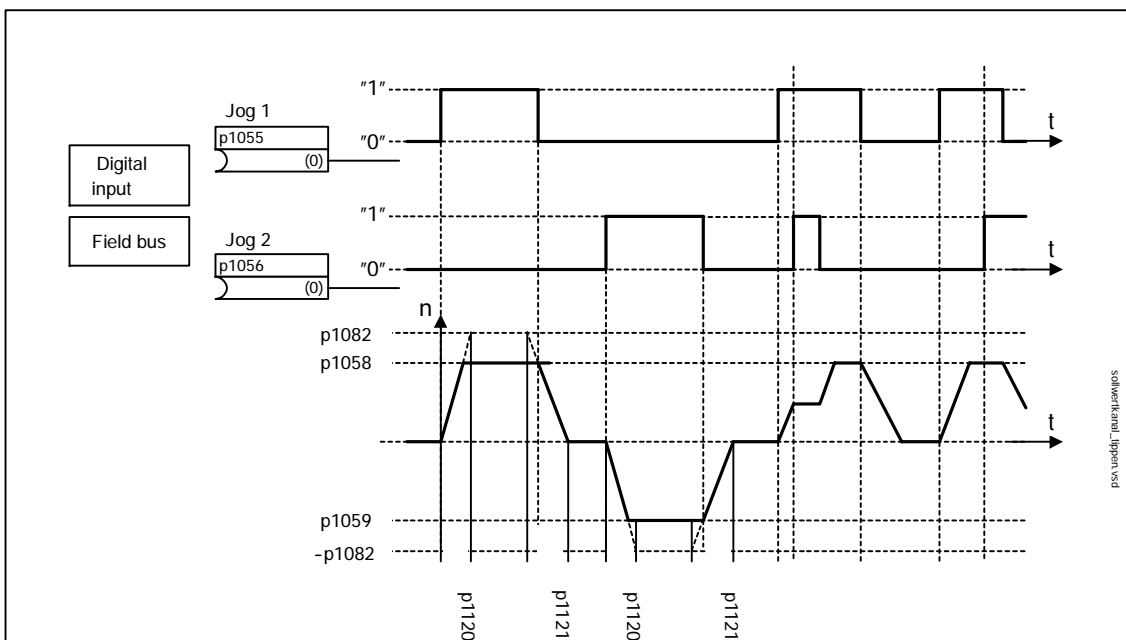 "1"
Jog 1
p1055
(0)
"0"
t
Digital
input
Field bus
"1"
Jog 2
p1056
(0)
"0"
t
n
p1082
p1058
t
p1059
-p1082
p1120
p1121
p1120
p1121
sollwertkanal_tippen.vsd